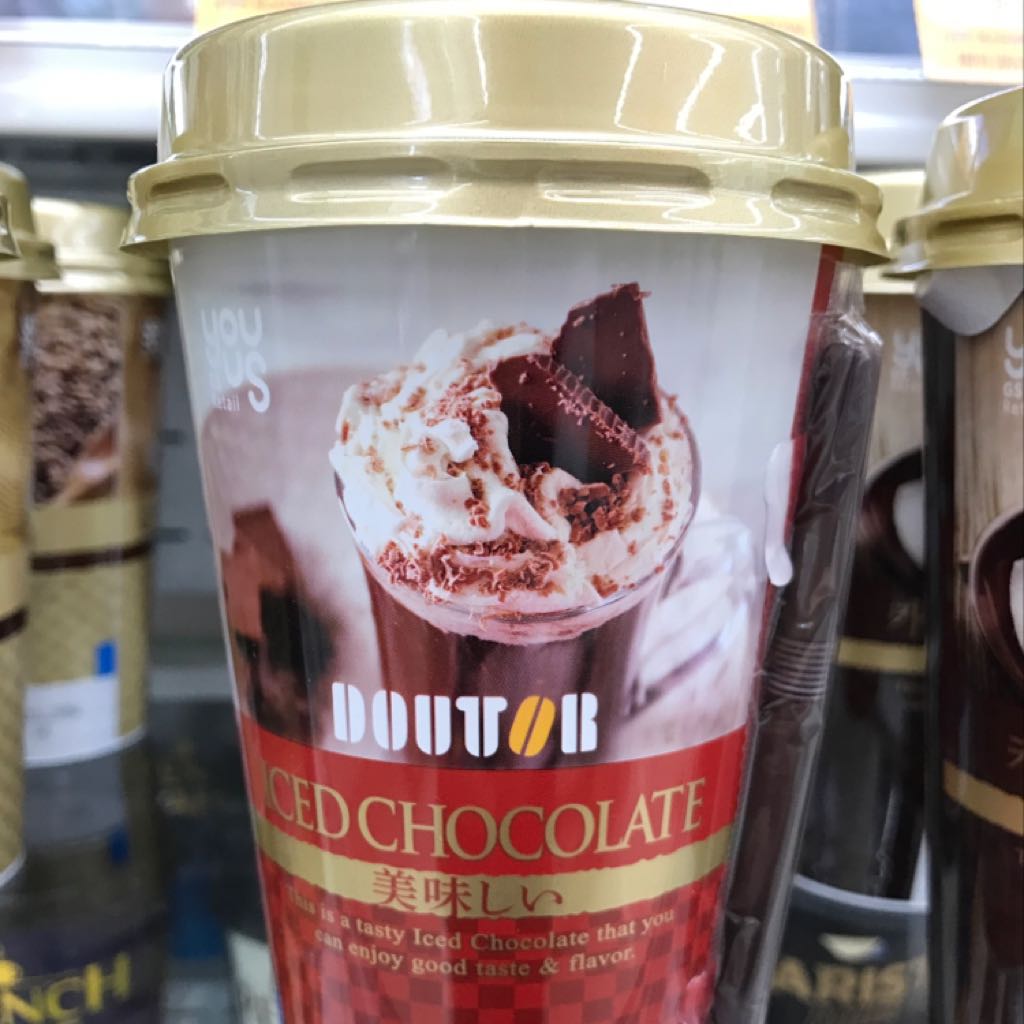 YOU
US
Retail
DOUTOR
ICED CHOCOLATE
美味しい
This is a tasty Iced Chocolate that you
can enjoy good taste & flavor.